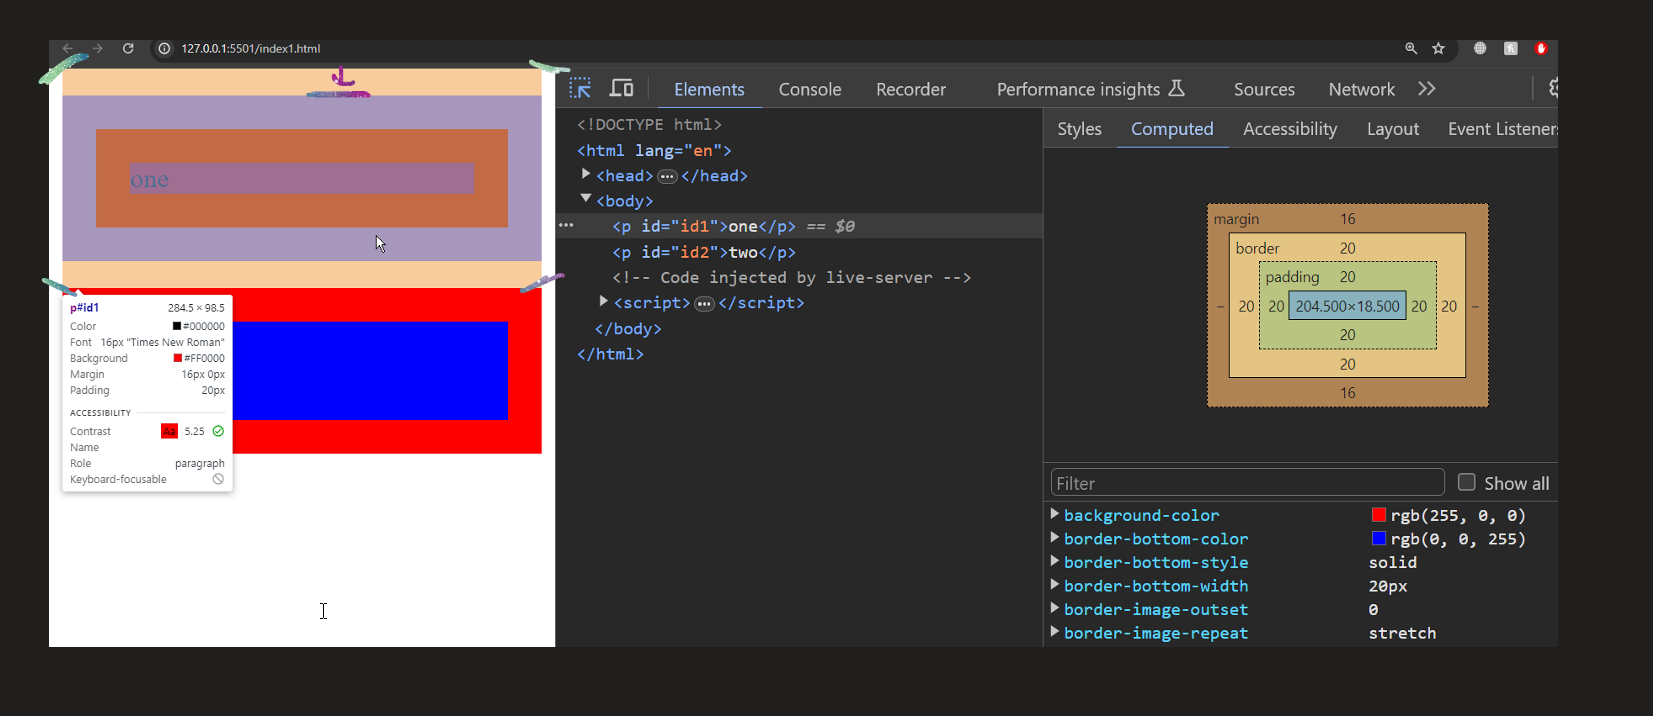 127.0.0.1:5501/index1.html
one
p#id1 284.5 × 98.5
Color #000000
Font 16px "Times New Roman"
Background #FF0000
Margin 16px 0px
Padding 20px
ACCESSIBILITY
Contrast Aa 5.25
Name
Role paragraph
Keyboard-focusable
Elements Console Recorder Performance insights Sources Network
<!DOCTYPE html>
<html lang="en">
<head> ••• </head>
<body>
••• <p id="id1">one</p> == $0
<p id="id2">two</p>
<!-- Code injected by live-server -->
<script> ••• </script>
</body>
</html>
Styles Computed Accessibility Layout Event Listeners
margin 16
border 20
padding 20
– 20 20 204.500×18.500 20 20 –
20
20
16
Filter Show all
background-color rgb(255, 0, 0)
border-bottom-color rgb(0, 0, 255)
border-bottom-style solid
border-bottom-width 20px
border-image-outset 0
border-image-repeat stretch